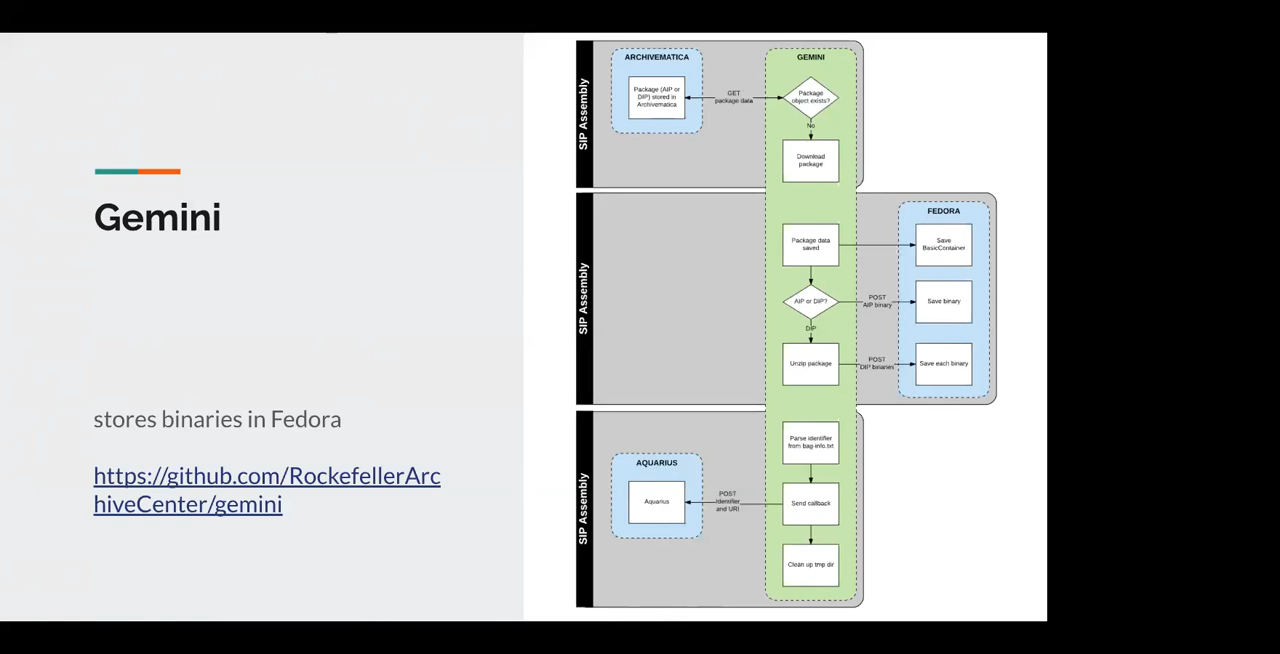 Gemini
stores binaries in Fedora
https://github.com/RockefellerArc
hiveCenter/gemini
SIP Assembly
ARCHIVEMATICA
Package (AIP or
DIP) stored in
Archivematica
GET
package data
GEMINI
Package
object exists?
No
Download
package
SIP Assembly
Package data
saved
AIP or DIP?
DIP
Unzip package
POST
AIP binary
POST
DIP binaries
FEDORA
Save
BasicContainer
Save binary
Save each binary
SIP Assembly
AQUARIUS
Aquarius
POST
identifier
and URI
Parse identifier
from bag-info.txt
Send callback
Clean up tmp dir